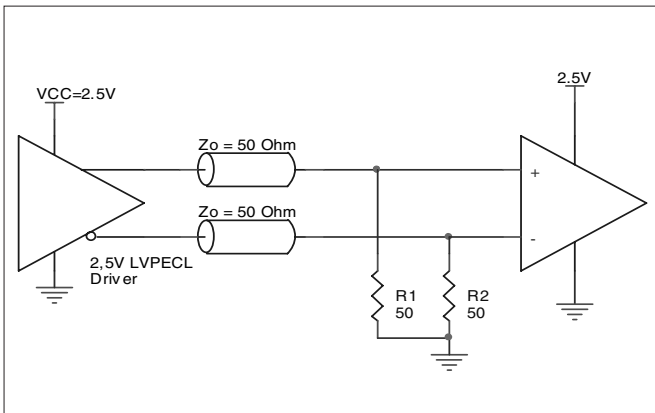 VCC=2.5V
2.5V
Zo = 50 Ohm
+
Zo = 50 Ohm
-
2,5V LVPECL
Driver
R1
50
R2
50